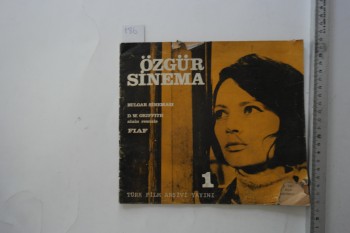 ÖZGÜR
SİNEMA
BULGAR SİNEMASI
D. W. GRIFFITH
FIAF
1
TÜRK FİLM ARŞİVİ YAYINI